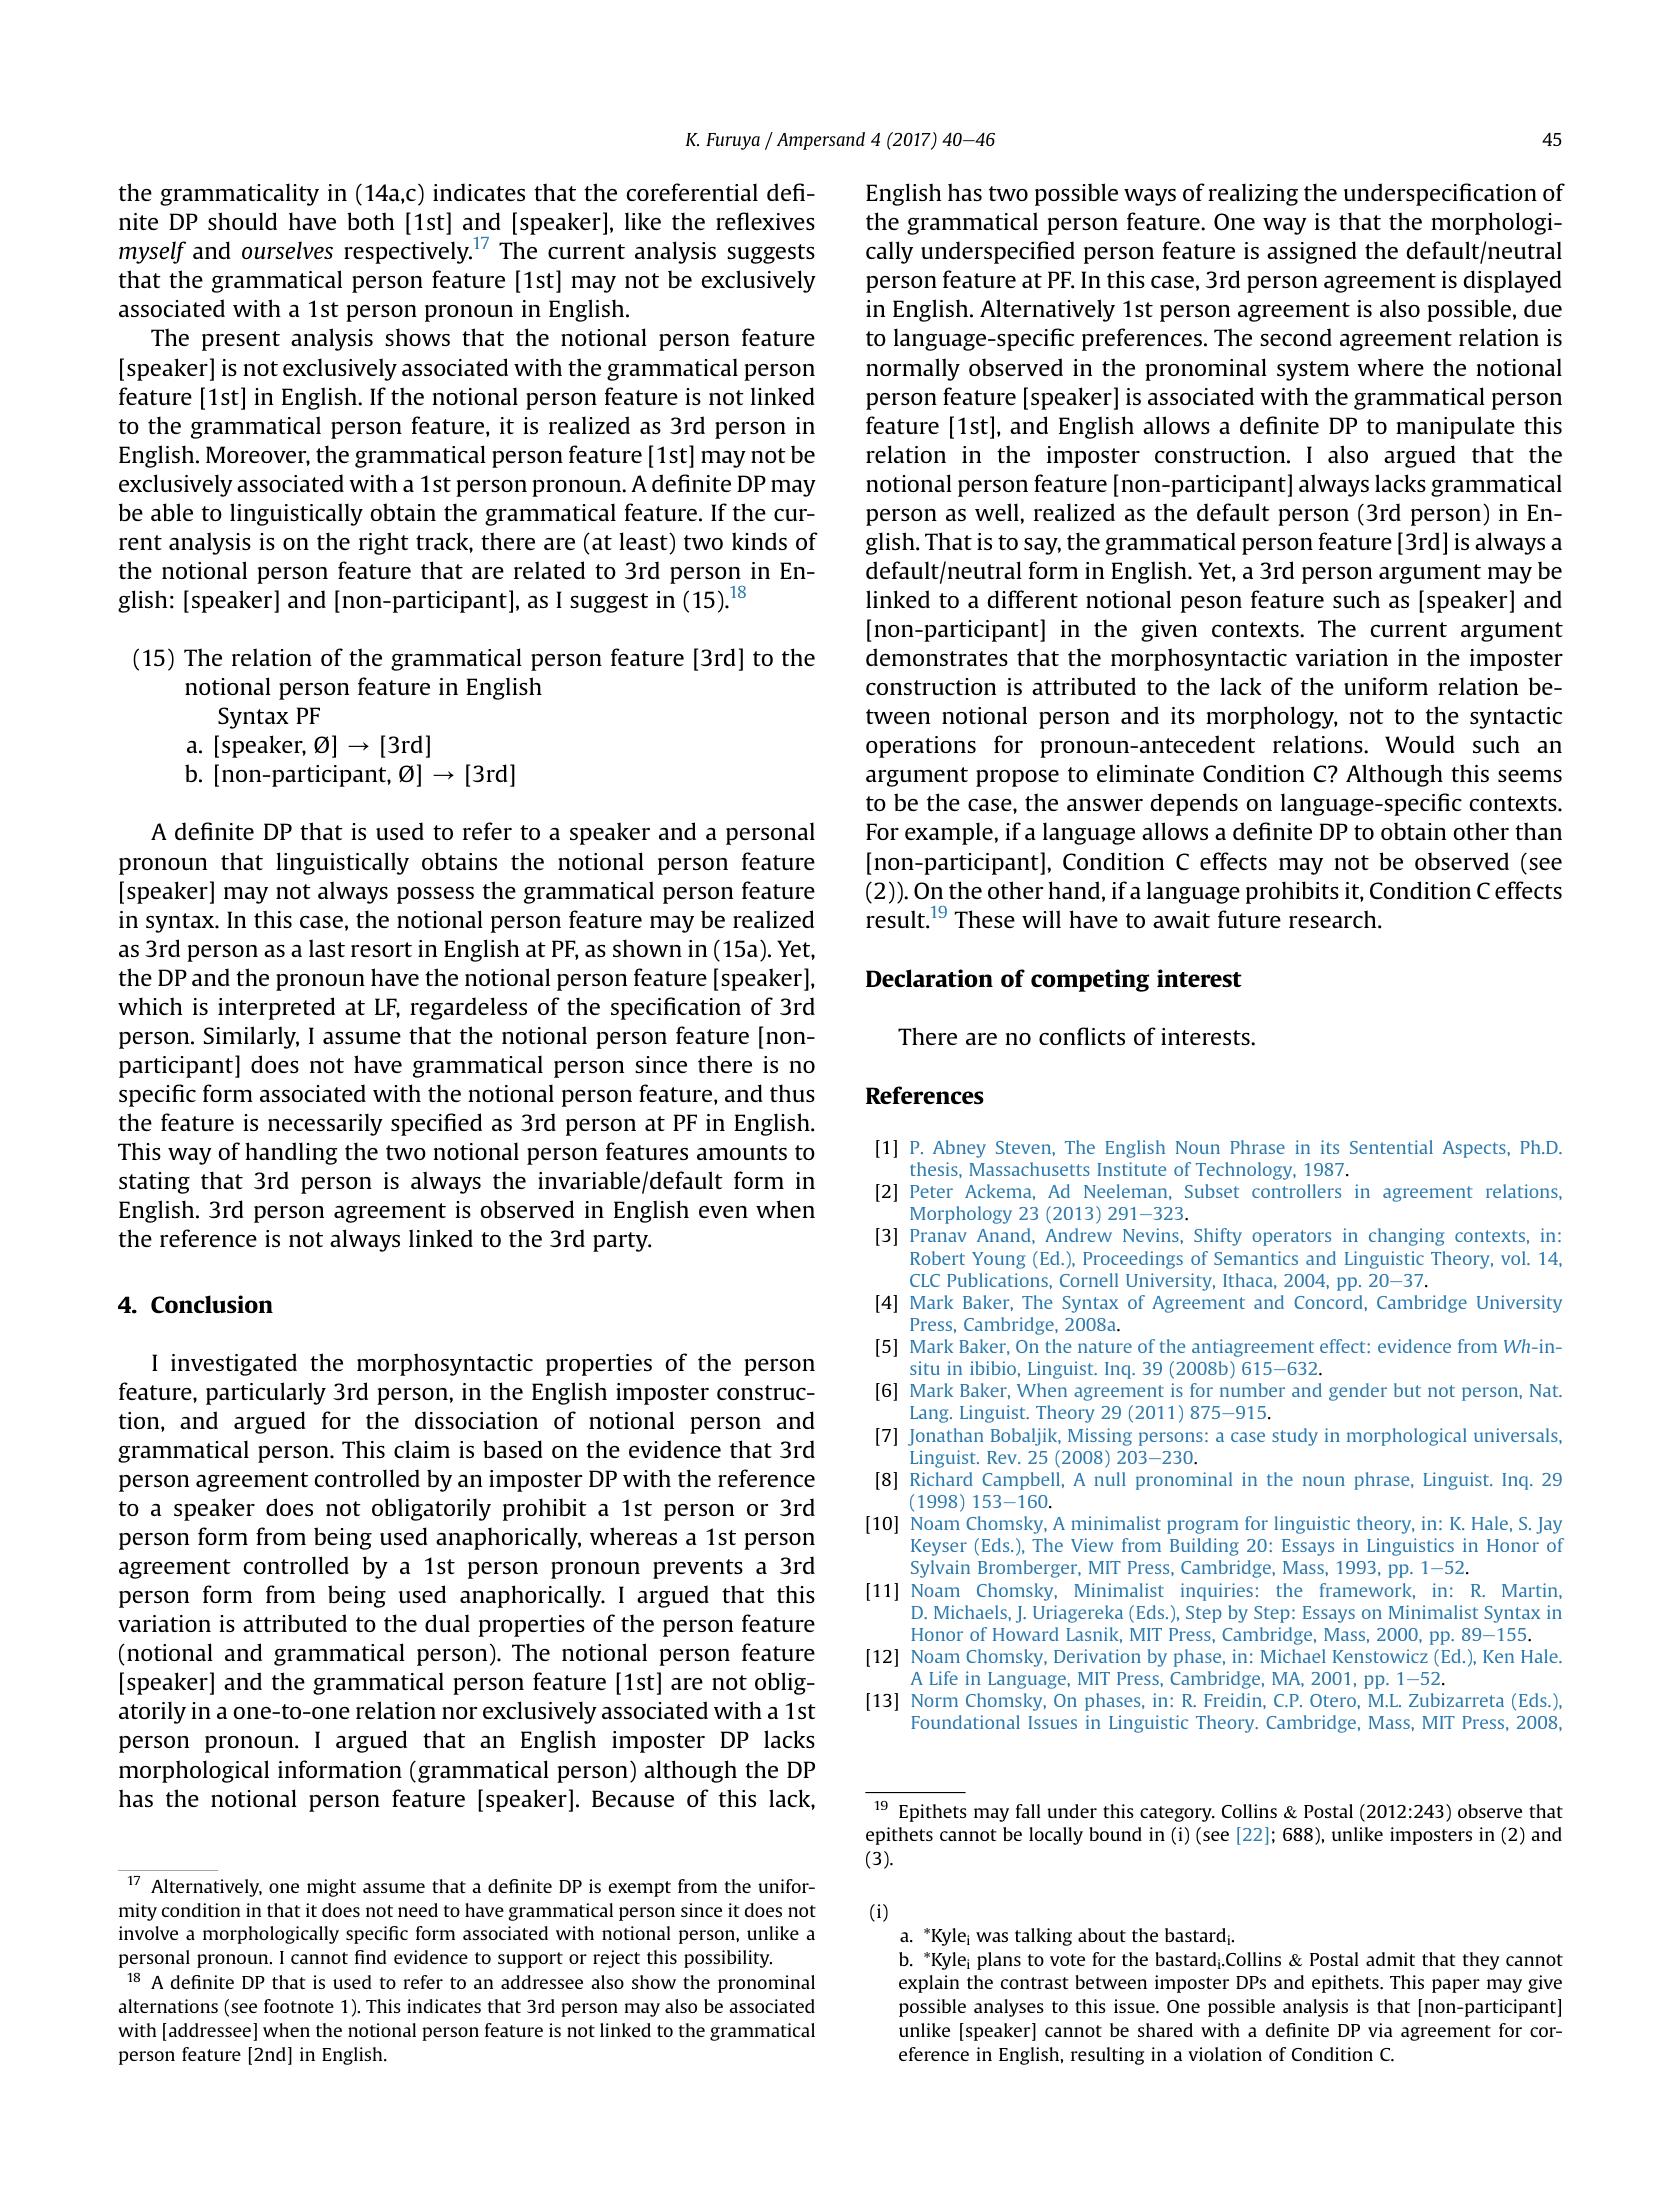 K. Furuya / Ampersand 4 (2017) 40–46
45
the grammaticality in (14a,c) indicates that the coreferential defi-
nite DP should have both [1st] and [speaker], like the reflexives
myself and ourselves respectively.17 The current analysis suggests
that the grammatical person feature [1st] may not be exclusively
associated with a 1st person pronoun in English.
The present analysis shows that the notional person feature
[speaker] is not exclusively associated with the grammatical person
feature [1st] in English. If the notional person feature is not linked
to the grammatical person feature, it is realized as 3rd person in
English. Moreover, the grammatical person feature [1st] may not be
exclusively associated with a 1st person pronoun. A definite DP may
be able to linguistically obtain the grammatical feature. If the cur-
rent analysis is on the right track, there are (at least) two kinds of
the notional person feature that are related to 3rd person in En-
glish: [speaker] and [non-participant], as I suggest in (15).18
(15) The relation of the grammatical person feature [3rd] to the
notional person feature in English
Syntax PF
a. [speaker, Ø] → [3rd]
b. [non-participant, Ø] → [3rd]
A definite DP that is used to refer to a speaker and a personal
pronoun that linguistically obtains the notional person feature
[speaker] may not always possess the grammatical person feature
in syntax. In this case, the notional person feature may be realized
as 3rd person as a last resort in English at PF, as shown in (15a). Yet,
the DP and the pronoun have the notional person feature [speaker],
which is interpreted at LF, regardeless of the specification of 3rd
person. Similarly, I assume that the notional person feature [non-
participant] does not have grammatical person since there is no
specific form associated with the notional person feature, and thus
the feature is necessarily specified as 3rd person at PF in English.
This way of handling the two notional person features amounts to
stating that 3rd person is always the invariable/default form in
English. 3rd person agreement is observed in English even when
the reference is not always linked to the 3rd party.
4. Conclusion
I investigated the morphosyntactic properties of the person
feature, particularly 3rd person, in the English imposter construc-
tion, and argued for the dissociation of notional person and
grammatical person. This claim is based on the evidence that 3rd
person agreement controlled by an imposter DP with the reference
to a speaker does not obligatorily prohibit a 1st person or 3rd
person form from being used anaphorically, whereas a 1st person
agreement controlled by a 1st person pronoun prevents a 3rd
person form from being used anaphorically. I argued that this
variation is attributed to the dual properties of the person feature
(notional and grammatical person). The notional person feature
[speaker] and the grammatical person feature [1st] are not oblig-
atorily in a one-to-one relation nor exclusively associated with a 1st
person pronoun. I argued that an English imposter DP lacks
morphological information (grammatical person) although the DP
has the notional person feature [speaker]. Because of this lack,
17 Alternatively, one might assume that a definite DP is exempt from the unifor-
mity condition in that it does not need to have grammatical person since it does not
involve a morphologically specific form associated with notional person, unlike a
personal pronoun. I cannot find evidence to support or reject this possibility.
18 A definite DP that is used to refer to an addressee also show the pronominal
alternations (see footnote 1). This indicates that 3rd person may also be associated
with [addressee] when the notional person feature is not linked to the grammatical
person feature [2nd] in English.
English has two possible ways of realizing the underspecification of
the grammatical person feature. One way is that the morphologi-
cally underspecified person feature is assigned the default/neutral
person feature at PF. In this case, 3rd person agreement is displayed
in English. Alternatively 1st person agreement is also possible, due
to language-specific preferences. The second agreement relation is
normally observed in the pronominal system where the notional
person feature [speaker] is associated with the grammatical person
feature [1st], and English allows a definite DP to manipulate this
relation in the imposter construction. I also argued that the
notional person feature [non-participant] always lacks grammatical
person as well, realized as the default person (3rd person) in En-
glish. That is to say, the grammatical person feature [3rd] is always a
default/neutral form in English. Yet, a 3rd person argument may be
linked to a different notional peson feature such as [speaker] and
[non-participant] in the given contexts. The current argument
demonstrates that the morphosyntactic variation in the imposter
construction is attributed to the lack of the uniform relation be-
tween notional person and its morphology, not to the syntactic
operations for pronoun-antecedent relations. Would such an
argument propose to eliminate Condition C? Although this seems
to be the case, the answer depends on language-specific contexts.
For example, if a language allows a definite DP to obtain other than
[non-participant], Condition C effects may not be observed (see
(2)). On the other hand, if a language prohibits it, Condition C effects
result.19 These will have to await future research.
Declaration of competing interest
There are no conflicts of interests.
References
[1] P. Abney Steven, The English Noun Phrase in its Sentential Aspects, Ph.D.
thesis, Massachusetts Institute of Technology, 1987.
[2] Peter Ackema, Ad Neeleman, Subset controllers in agreement relations,
Morphology 23 (2013) 291–323.
[3] Pranav Anand, Andrew Nevins, Shifty operators in changing contexts, in:
Robert Young (Ed.), Proceedings of Semantics and Linguistic Theory, vol. 14,
CLC Publications, Cornell University, Ithaca, 2004, pp. 20–37.
[4] Mark Baker, The Syntax of Agreement and Concord, Cambridge University
Press, Cambridge, 2008a.
[5] Mark Baker, On the nature of the antiagreement effect: evidence from Wh-in-
situ in ibibio, Linguist. Inq. 39 (2008b) 615–632.
[6] Mark Baker, When agreement is for number and gender but not person, Nat.
Lang. Linguist. Theory 29 (2011) 875–915.
[7] Jonathan Bobaljik, Missing persons: a case study in morphological universals,
Linguist. Rev. 25 (2008) 203–230.
[8] Richard Campbell, A null pronominal in the noun phrase, Linguist. Inq. 29
(1998) 153–160.
[10] Noam Chomsky, A minimalist program for linguistic theory, in: K. Hale, S. Jay
Keyser (Eds.), The View from Building 20: Essays in Linguistics in Honor of
Sylvain Bromberger, MIT Press, Cambridge, Mass, 1993, pp. 1–52.
[11] Noam Chomsky, Minimalist inquiries: the framework, in: R. Martin,
D. Michaels, J. Uriagereka (Eds.), Step by Step: Essays on Minimalist Syntax in
Honor of Howard Lasnik, MIT Press, Cambridge, Mass, 2000, pp. 89–155.
[12] Noam Chomsky, Derivation by phase, in: Michael Kenstowicz (Ed.), Ken Hale.
A Life in Language, MIT Press, Cambridge, MA, 2001, pp. 1–52.
[13] Norm Chomsky, On phases, in: R. Freidin, C.P. Otero, M.L. Zubizarreta (Eds.),
Foundational Issues in Linguistic Theory. Cambridge, Mass, MIT Press, 2008,
19 Epithets may fall under this category. Collins & Postal (2012:243) observe that
epithets cannot be locally bound in (i) (see [22]; 688), unlike imposters in (2) and
(3).
(i)
a. *Kylei was talking about the bastardi.
b. *Kylei plans to vote for the bastardi.Collins & Postal admit that they cannot
explain the contrast between imposter DPs and epithets. This paper may give
possible analyses to this issue. One possible analysis is that [non-participant]
unlike [speaker] cannot be shared with a definite DP via agreement for cor-
eference in English, resulting in a violation of Condition C.